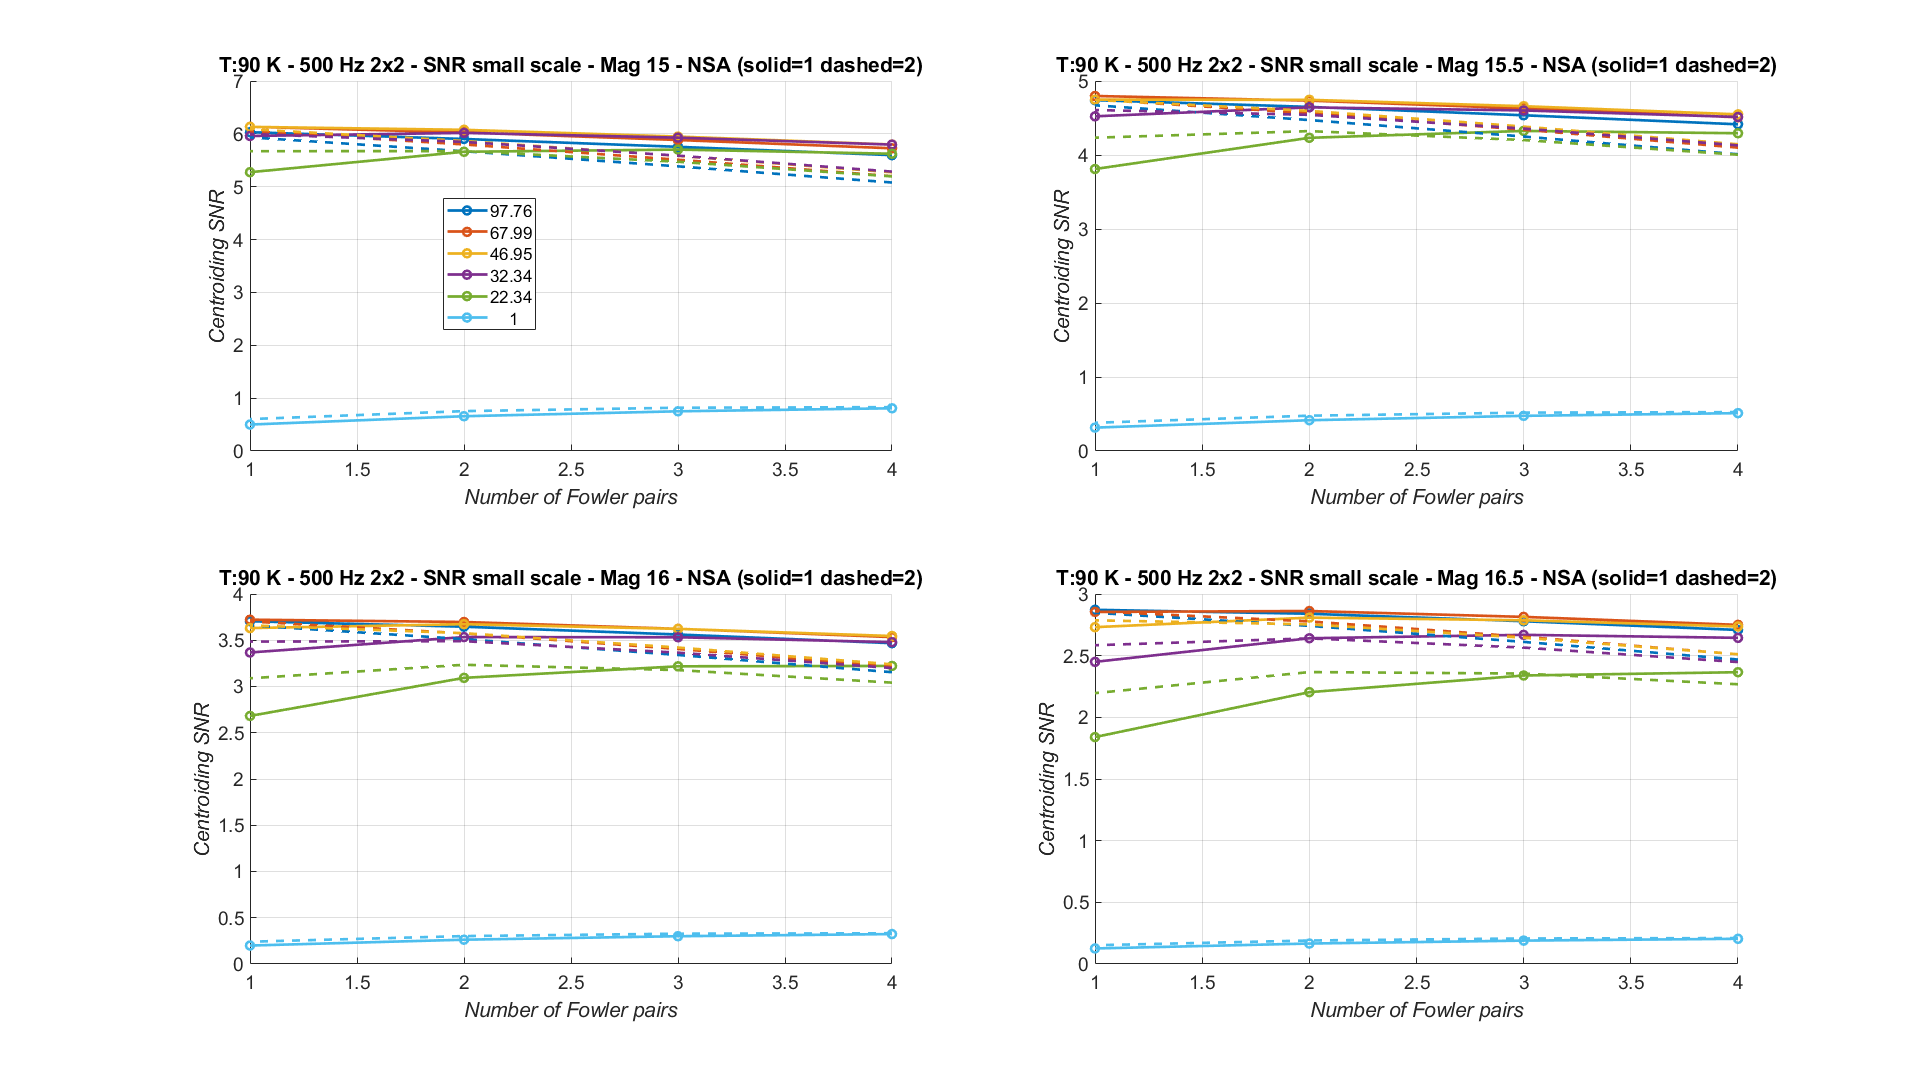 T:90 K - 500 Hz 2x2 - SNR small scale - Mag 15 - NSA (solid=1 dashed=2)
7
6
5
4
3
2
1
0
Centroiding SNR
97.76
67.99
46.95
32.34
22.34
1
1 1.5 2 2.5 3 3.5 4
Number of Fowler pairs
T:90 K - 500 Hz 2x2 - SNR small scale - Mag 15.5 - NSA (solid=1 dashed=2)
5
4
3
2
1
0
Centroiding SNR
1 1.5 2 2.5 3 3.5 4
Number of Fowler pairs
T:90 K - 500 Hz 2x2 - SNR small scale - Mag 16 - NSA (solid=1 dashed=2)
4
3.5
3
2.5
2
1.5
1
0.5
0
Centroiding SNR
1 1.5 2 2.5 3 3.5 4
Number of Fowler pairs
T:90 K - 500 Hz 2x2 - SNR small scale - Mag 16.5 - NSA (solid=1 dashed=2)
3
2.5
2
1.5
1
0.5
0
Centroiding SNR
1 1.5 2 2.5 3 3.5 4
Number of Fowler pairs